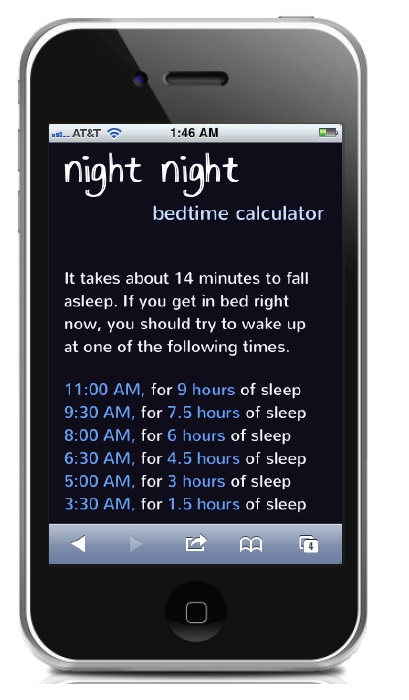 AT&T 1:46 AM
night night
bedtime calculator
It takes about 14 minutes to fall
asleep. If you get in bed right
now, you should try to wake up
at one of the following times.
11:00 AM, for 9 hours of sleep
9:30 AM, for 7.5 hours of sleep
8:00 AM, for 6 hours of sleep
6:30 AM, for 4.5 hours of sleep
5:00 AM, for 3 hours of sleep
3:30 AM, for 1.5 hours of sleep
4